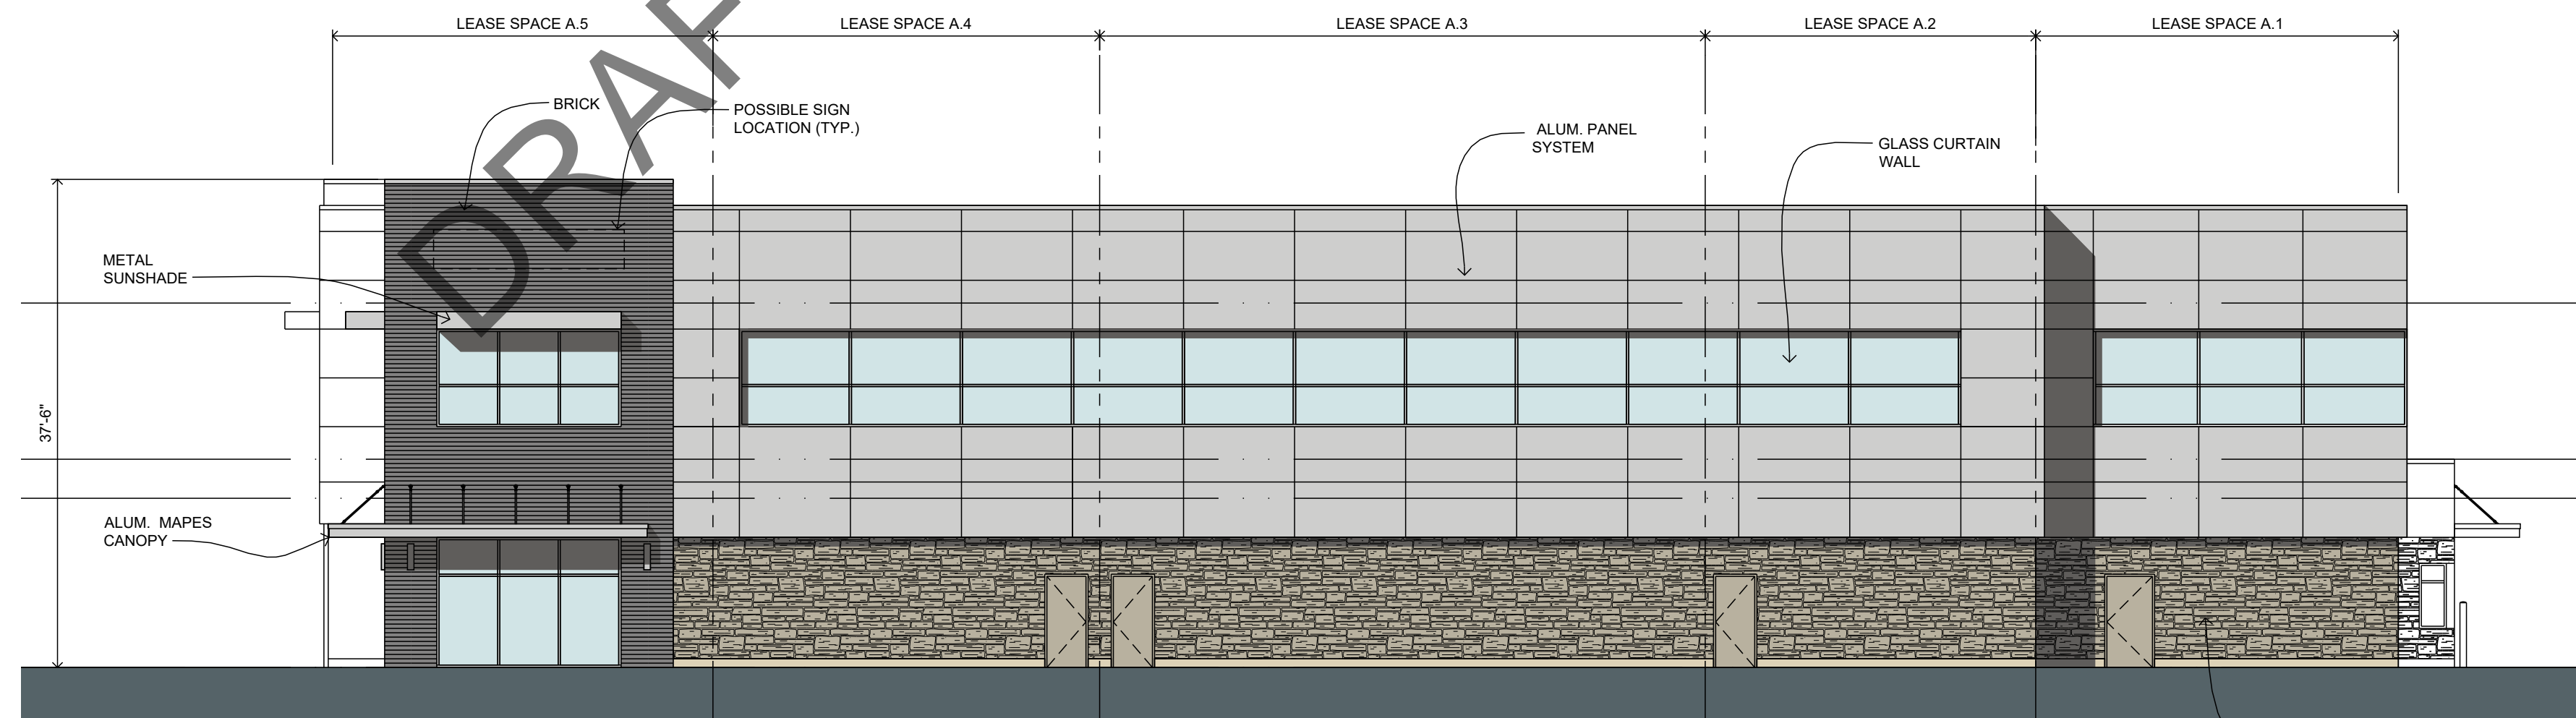 LEASE SPACE A.5
LEASE SPACE A.4
LEASE SPACE A.3
LEASE SPACE A.2
LEASE SPACE A.1
BRICK
POSSIBLE SIGN
LOCATION (TYP.)
ALUM. PANEL
SYSTEM
GLASS CURTAIN
WALL
METAL
SUNSHADE
37'-6"
ALUM. MAPES
CANOPY